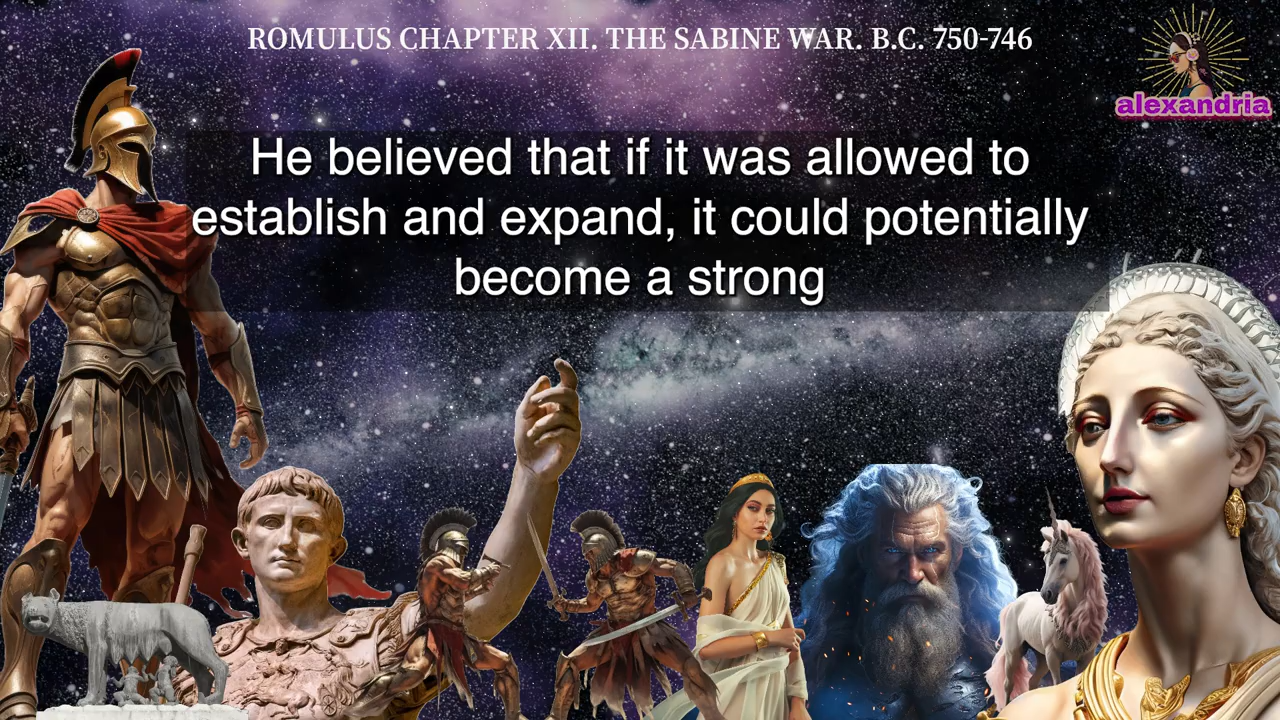 ROMULUS CHAPTER XII. THE SABINE WAR. B.C. 750-746
alexandria
He believed that if it was allowed to
establish and expand, it could potentially
become a strong